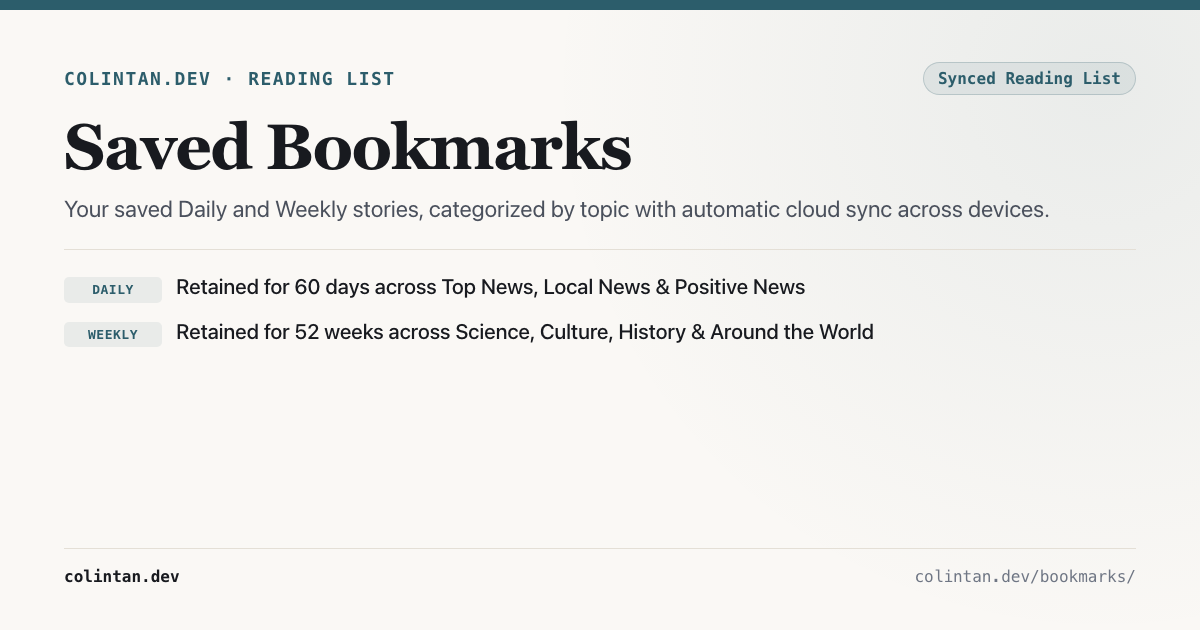 COLINTAN.DEV · READING LIST
Synced Reading List
Saved Bookmarks
Your saved Daily and Weekly stories, categorized by topic with automatic cloud sync across devices.
DAILY Retained for 60 days across Top News, Local News & Positive News
WEEKLY Retained for 52 weeks across Science, Culture, History & Around the World
colintan.dev
colintan.dev/bookmarks/